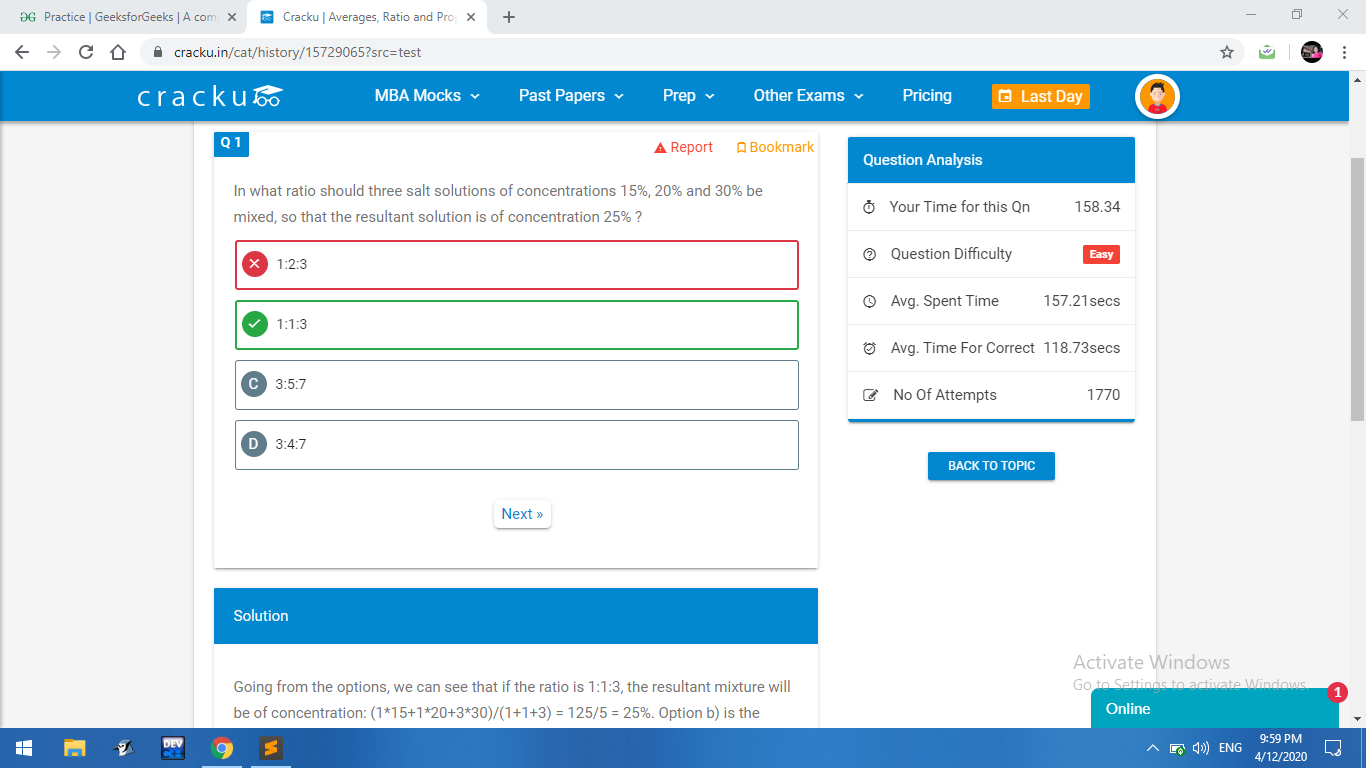 Practice | GeeksforGeeks | A com
Cracku | Averages, Ratio and Pro
cracku.in/cat/history/15729065?src=test
cracku
MBA Mocks
Past Papers
Prep
Other Exams
Pricing
Last Day
Q 1
Report
Bookmark
In what ratio should three salt solutions of concentrations 15%, 20% and 30% be
mixed, so that the resultant solution is of concentration 25% ?
1:2:3
1:1:3
C 3:5:7
D 3:4:7
Next »
Question Analysis
Your Time for this Qn 158.34
Question Difficulty Easy
Avg. Spent Time 157.21secs
Avg. Time For Correct 118.73secs
No Of Attempts 1770
BACK TO TOPIC
Solution
Going from the options, we can see that if the ratio is 1:1:3, the resultant mixture will
be of concentration: (1*15+1*20+3*30)/(1+1+3) = 125/5 = 25%. Option b) is the
Activate Windows
Go to Settings to activate Windows.
Online
1
DEV
ENG
9:59 PM
4/12/2020